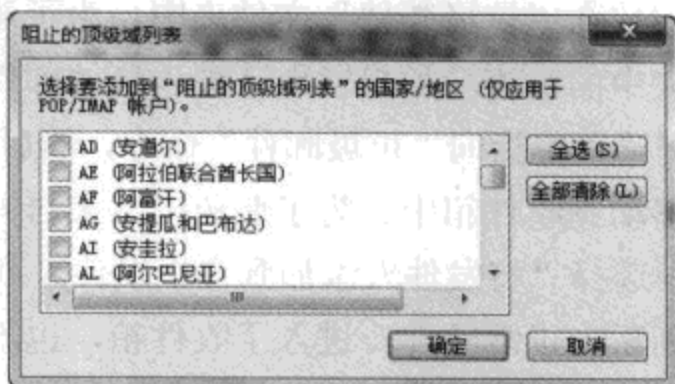 阻止的顶级域列表
选择要添加到“阻止的顶级域列表”的国家/地区 (仅应用于
POP/IMAP 帐户)。
AD (安道尔)
AE (阿拉伯联合酋长国)
AF (阿富汗)
AG (安提瓜和巴布达)
AI (安圭拉)
AL (阿尔巴尼亚)
全选(S)
全部清除(L)
确定
取消